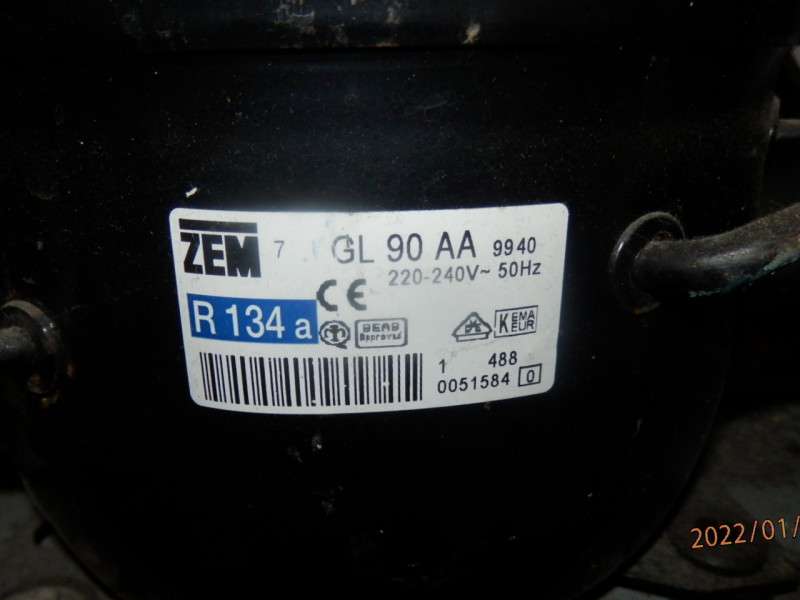 ZEM 7 GL 90 AA 9940
220-240V~ 50Hz
CE
R 134 a
BEAB
Approved
KEMA
KEUR
1 488
0051584 0
2022/01/